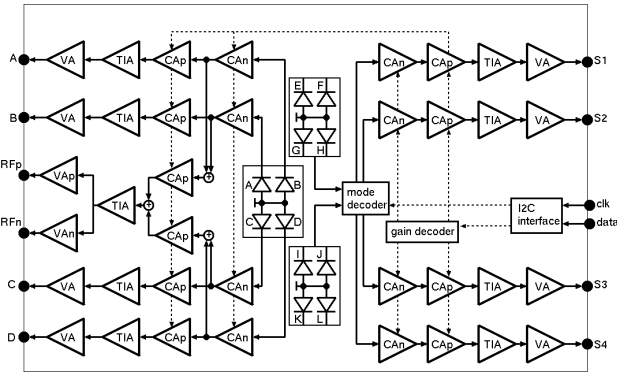 A VA TIA CAp CAn CAn CAp TIA VA S1
E F
B VA TIA CAp CAn CAn CAp TIA VA S2
G H
RFp VAp CAp
A B
TIA mode decoder I2C interface clk
RFn VAn CAp C D gain decoder data
I J
C VA TIA CAp CAn CAn CAp TIA VA S3
K L
D VA TIA CAp CAn CAn CAp TIA VA S4